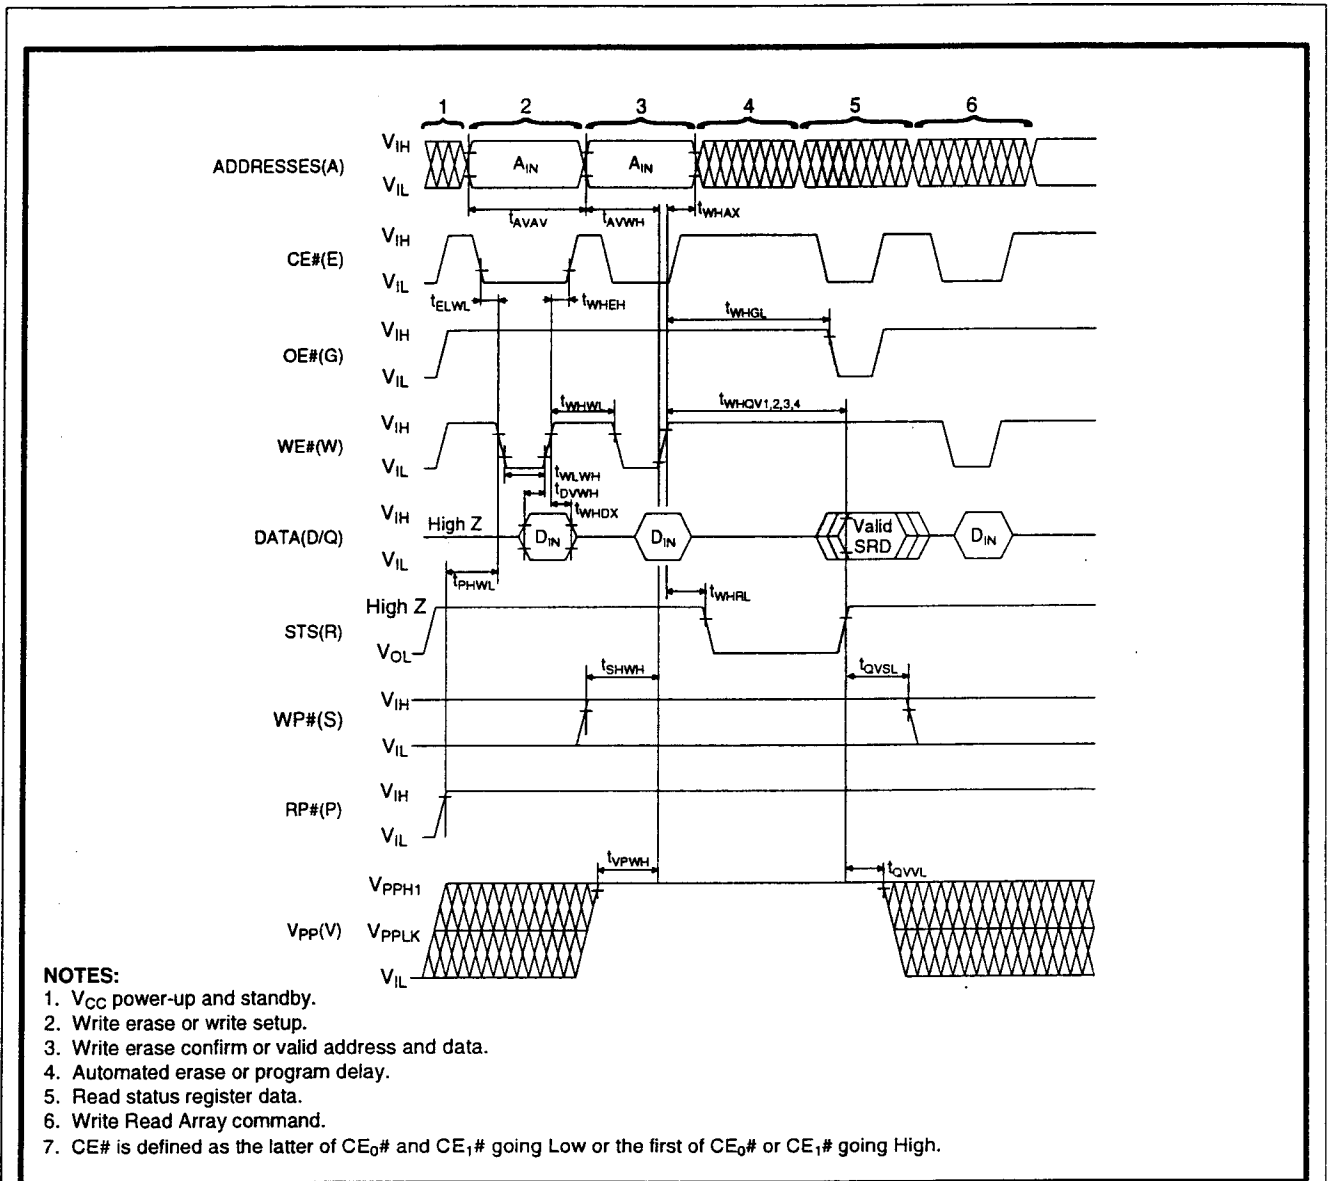 1 2 3 4 5 6
ADDRESSES(A) VIH VIL AIN AIN
tAVAV tAVWH tWHAX
CE#(E) VIH VIL
tELWL tWHEH tWHGL
OE#(G) VIH VIL
tWHWL tWHQV1,2,3,4
WE#(W) VIH VIL
tWLWH
tDVWH
tWHDX
DATA(D/Q) VIH High Z VIL DIN DIN Valid SRD DIN
tPHWL tWHRL
STS(R) High Z VOL
tSHWH tQVSL
WP#(S) VIH VIL
RP#(P) VIH VIL
tVPWH tQVVL
VPP(V) VPPH1 VPPLK VIL
NOTES:
1. VCC power-up and standby.
2. Write erase or write setup.
3. Write erase confirm or valid address and data.
4. Automated erase or program delay.
5. Read status register data.
6. Write Read Array command.
7. CE# is defined as the latter of CE0# and CE1# going Low or the first of CE0# or CE1# going High.